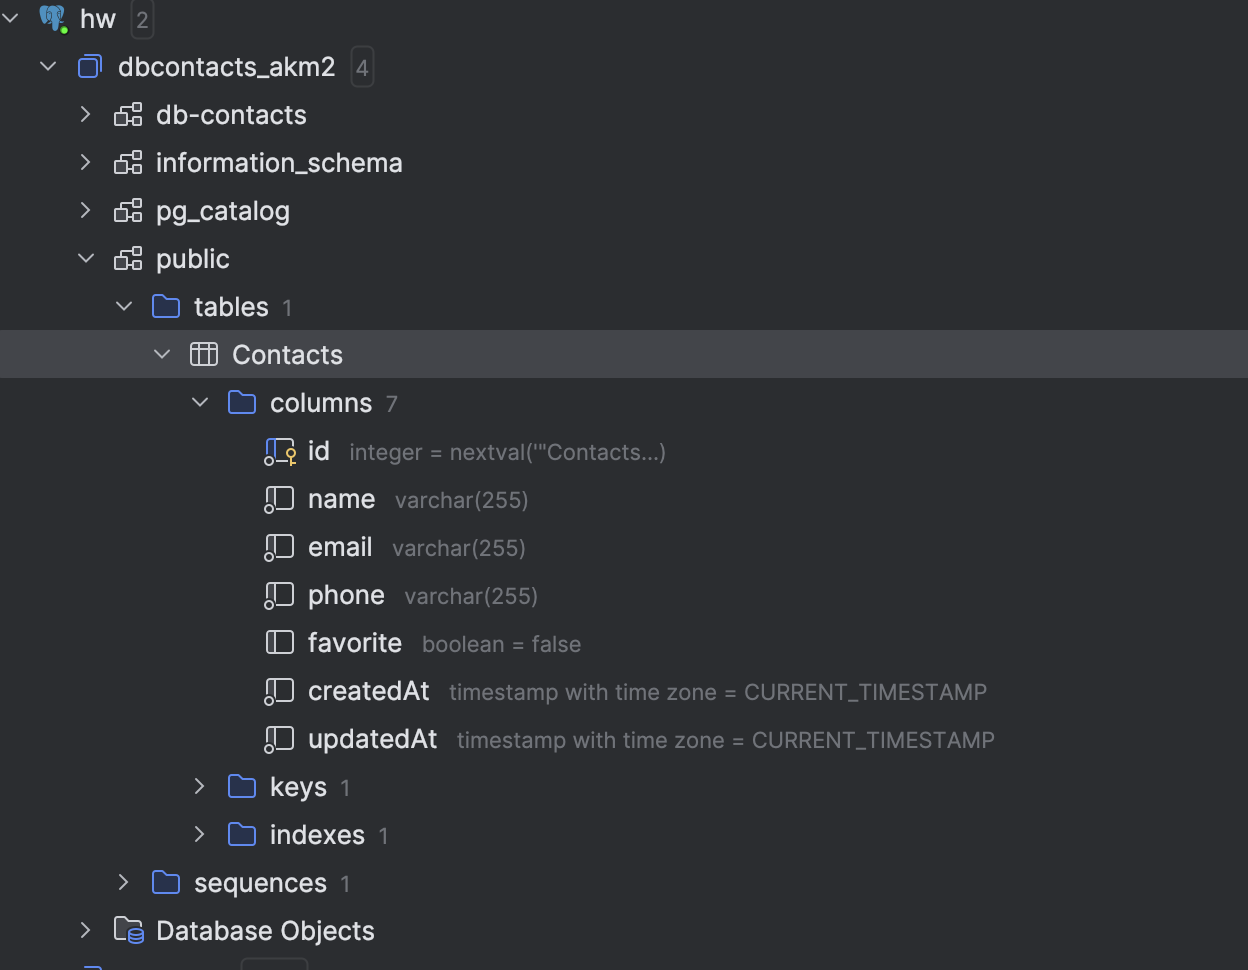 hw 2
dbcontacts_akm2 4
db-contacts
information_schema
pg_catalog
public
tables 1
Contacts
columns 7
id integer = nextval('"Contacts...)
name varchar(255)
email varchar(255)
phone varchar(255)
favorite boolean = false
createdAt timestamp with time zone = CURRENT_TIMESTAMP
updatedAt timestamp with time zone = CURRENT_TIMESTAMP
keys 1
indexes 1
sequences 1
Database Objects